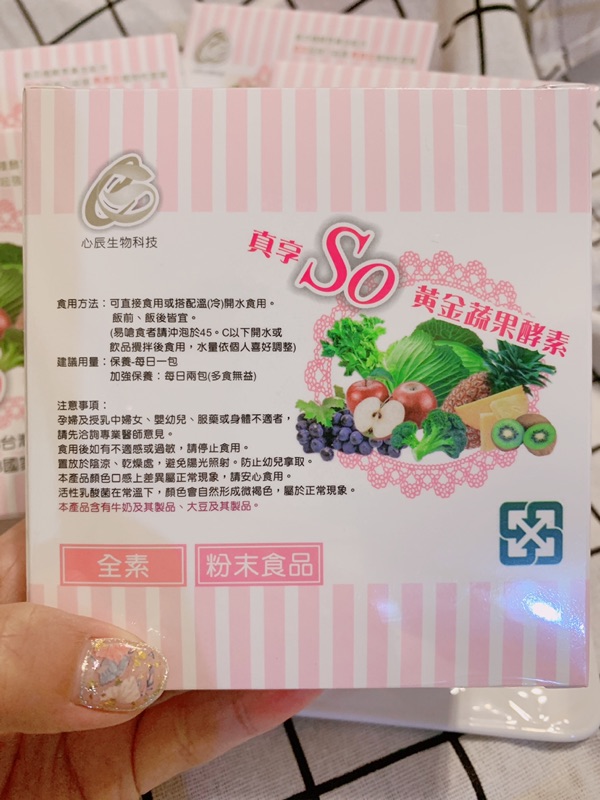 心辰生物科技
真享
So
黃金蔬果酵素
食用方法：可直接食用或搭配溫(冷)開水食用。
飯前、飯後皆宜。
(易嗆食者請沖泡於45。C以下開水或
飲品攪拌後食用，水量依個人喜好調整)
建議用量：保養-每日一包
加強保養：每日兩包(多食無益)
注意事項：
孕婦及授乳中婦女、嬰幼兒、服藥或身體不適者，
請先洽詢專業醫師意見。
食用後如有不適感或過敏，請停止食用。
置放於陰涼、乾燥處，避免陽光照射。防止幼兒拿取。
本產品顏色口感上差異屬正常現象，請安心食用。
活性乳酸菌在常溫下，顏色會自然形成微褐色，屬於正常現象。
本產品含有牛奶及其製品、大豆及其製品。
全素
粉末食品